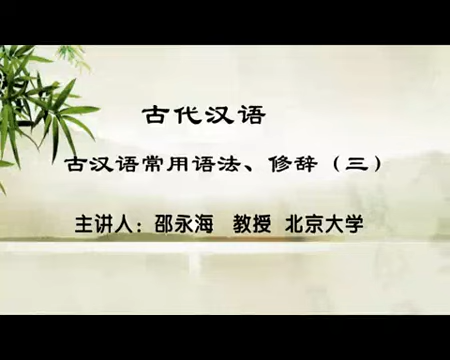 古代汉语
古汉语常用语法、修辞（三）
主讲人：邵永海 教授 北京大学